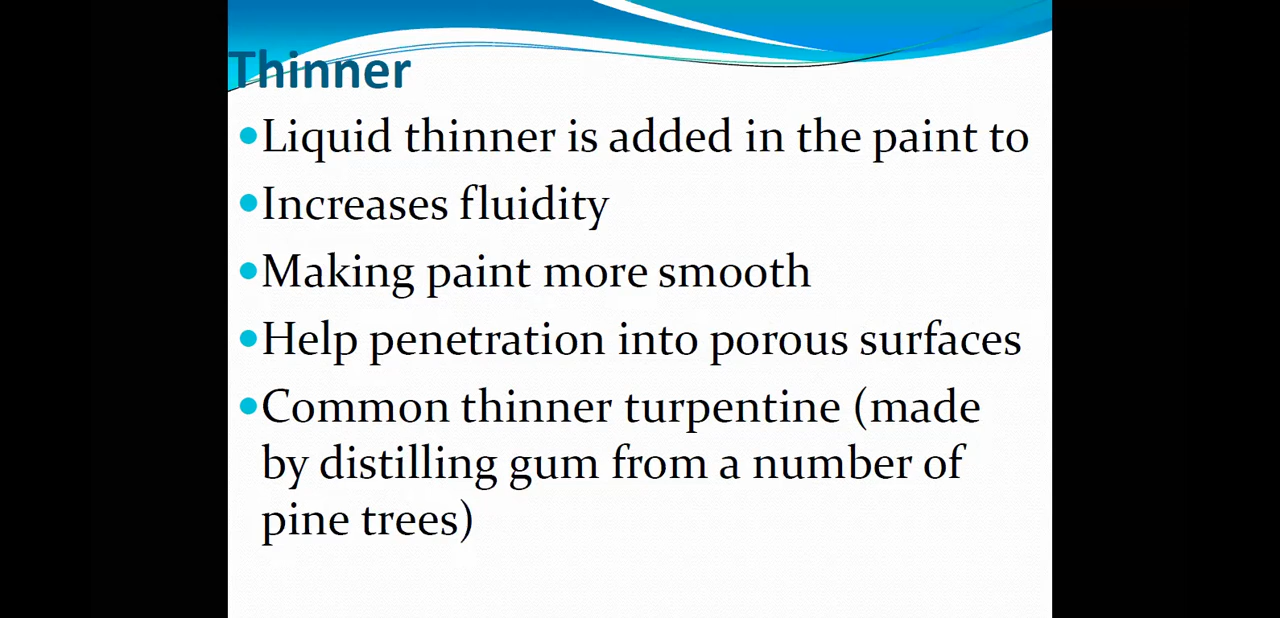 Thinner
•Liquid thinner is added in the paint to
•Increases fluidity
•Making paint more smooth
•Help penetration into porous surfaces
•Common thinner turpentine (made
by distilling gum from a number of
pine trees)